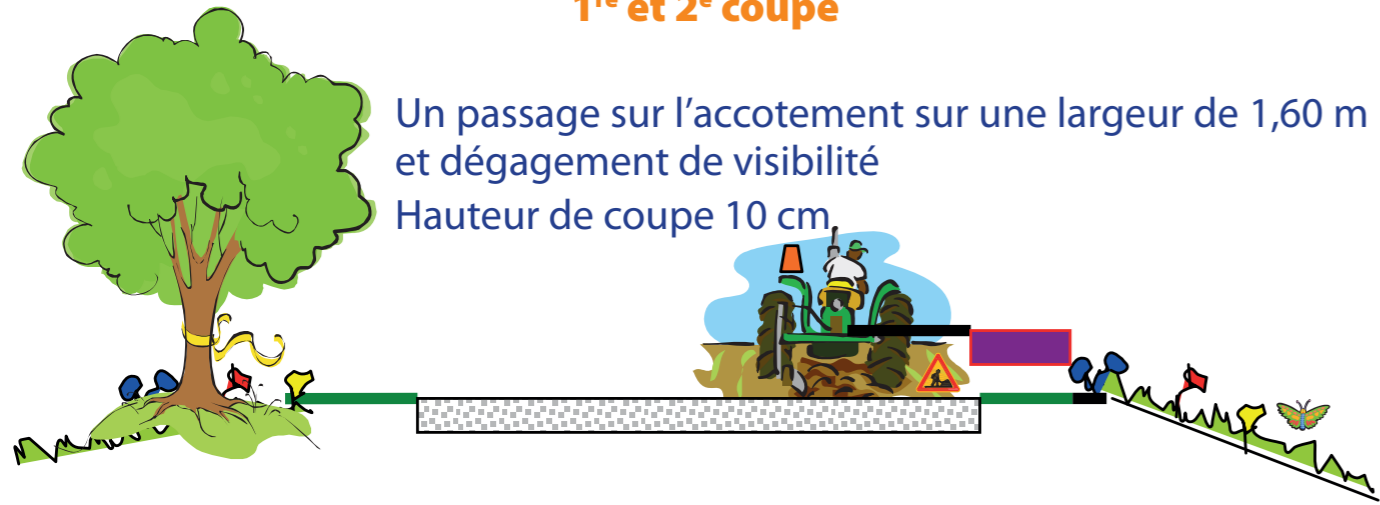 1re et 2e coupe
Un passage sur l'accotement sur une largeur de 1,60 m
et dégagement de visibilité
Hauteur de coupe 10 cm